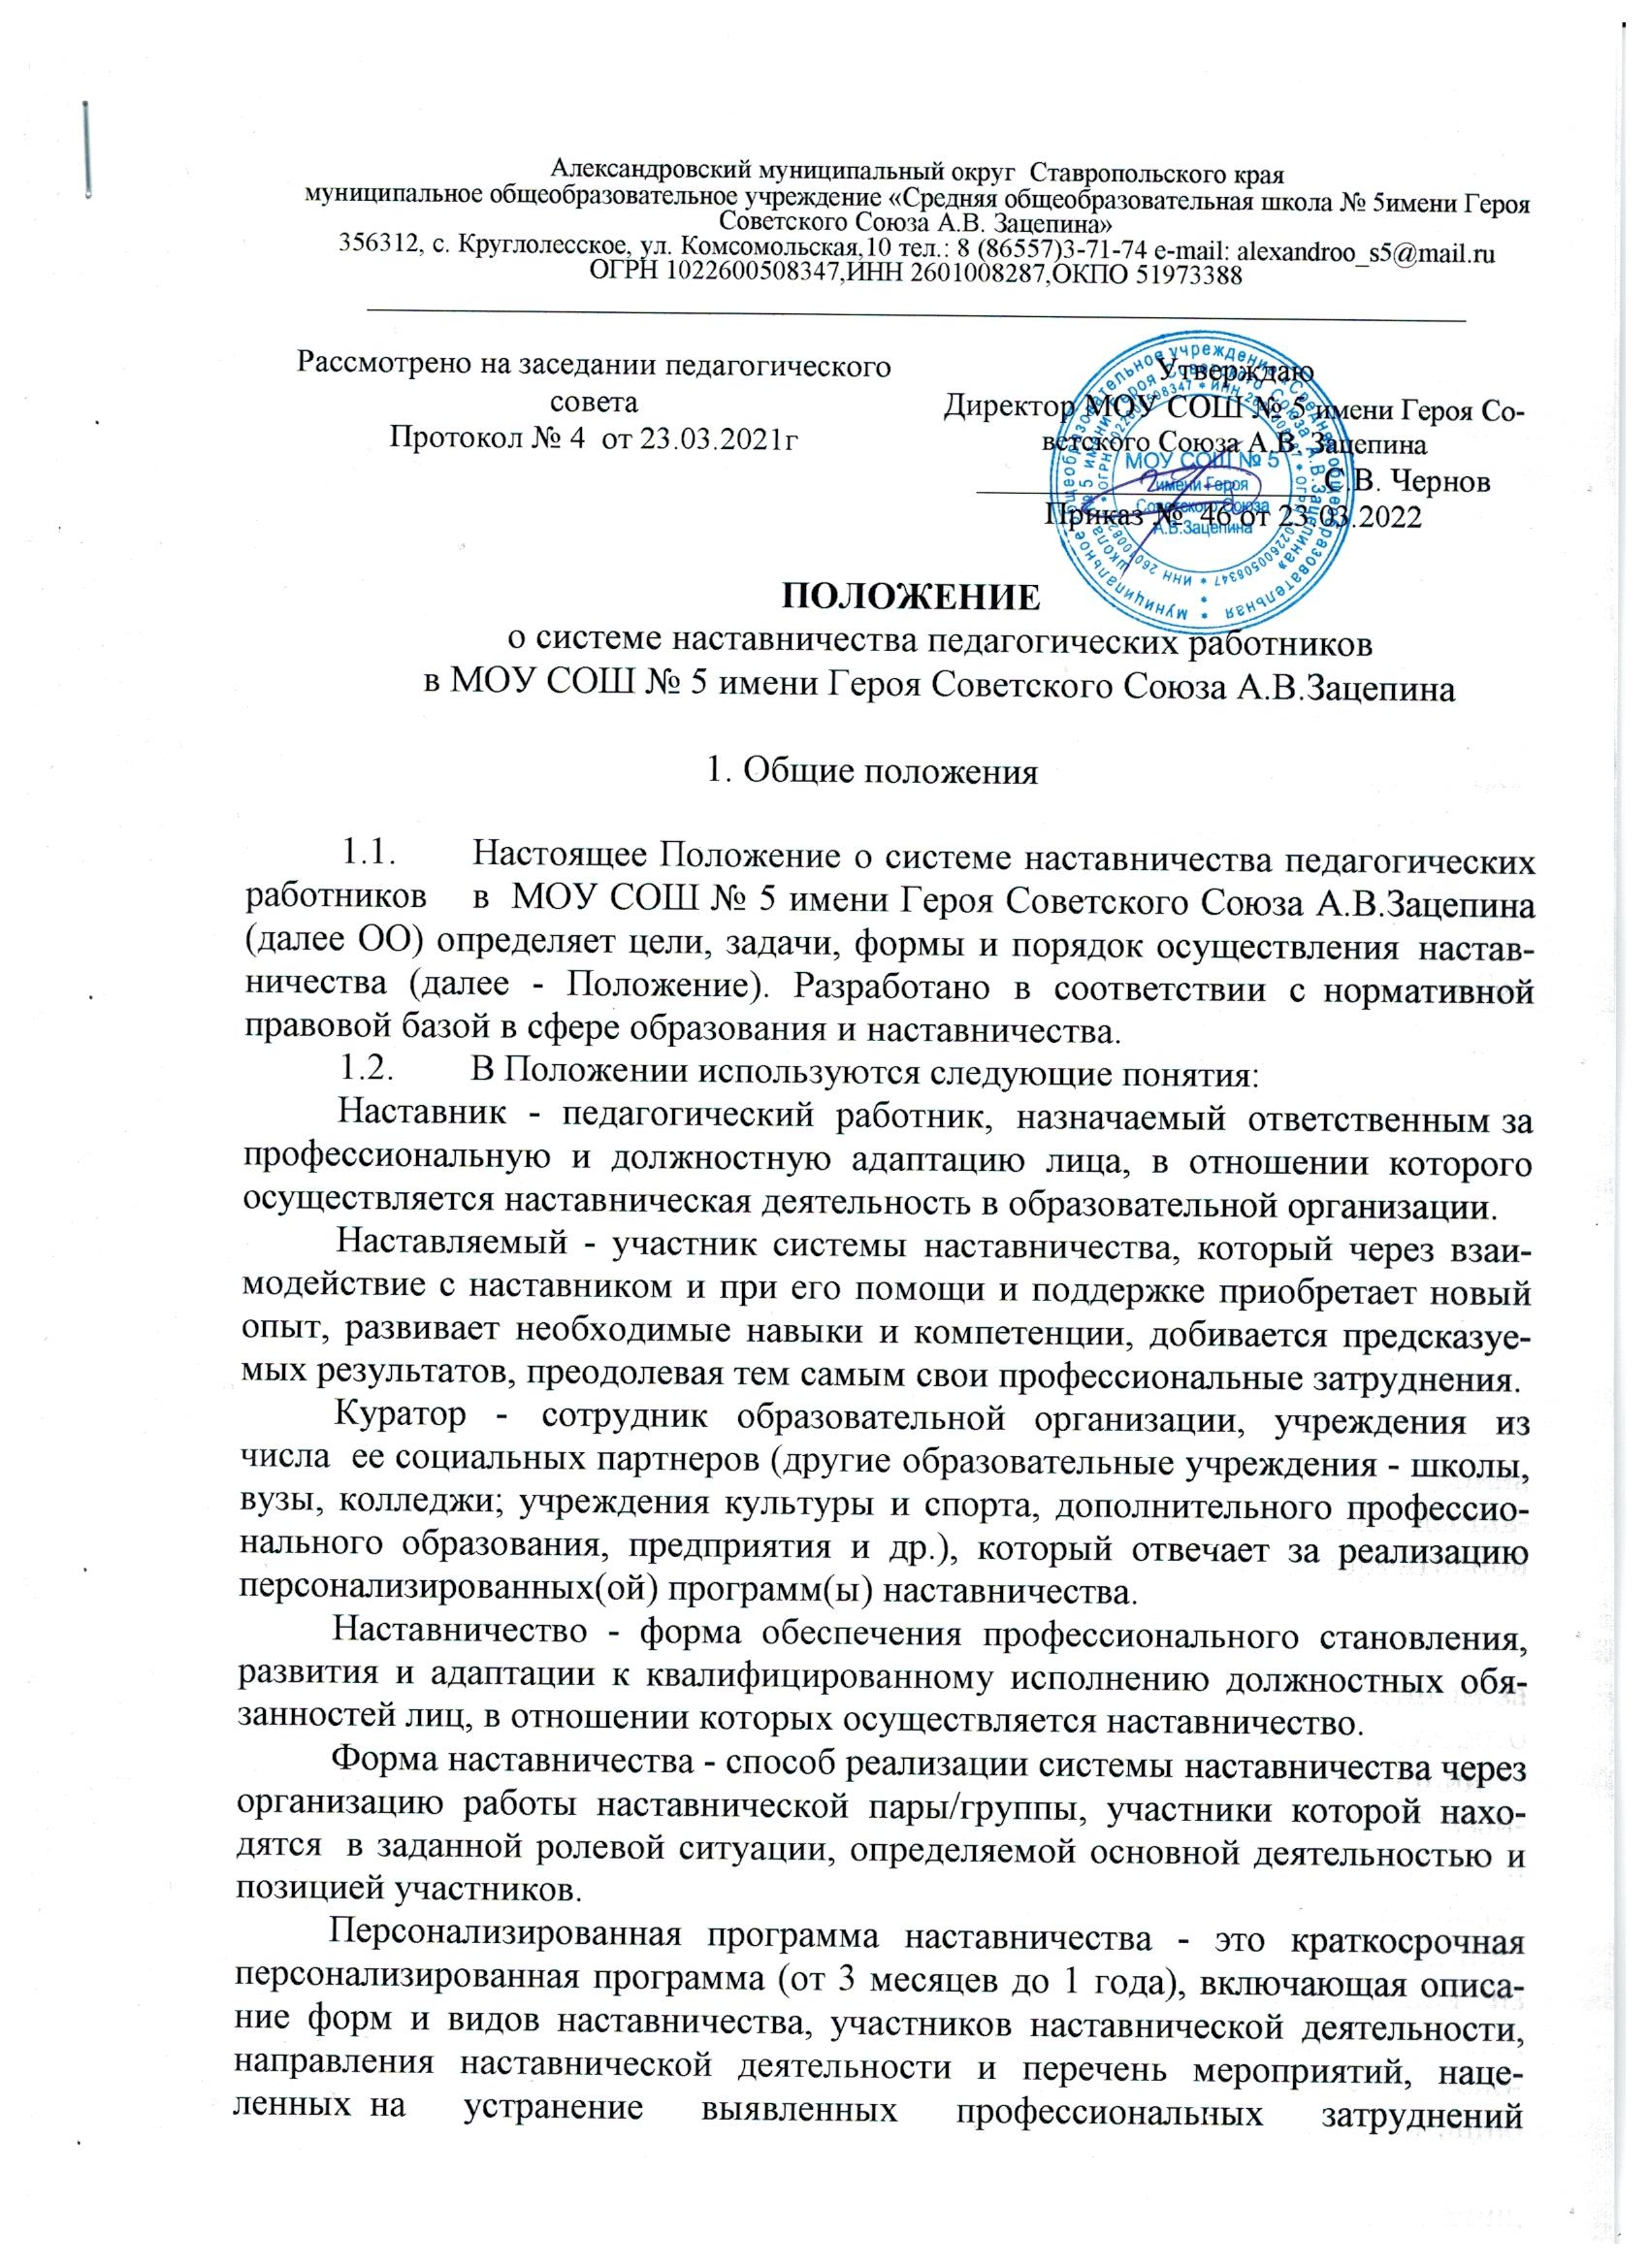 Александровский муниципальный округ  Ставропольского края
муниципальное общеобразовательное учреждение «Средняя общеобразовательная школа № 5имени Героя
Советского Союза А.В. Зацепина»
356312, с. Круглолесское, ул. Комсомольская,10 тел.: 8 (86557)3-71-74 e-mail: alexandroo_s5@mail.ru
ОГРН 1022600508347,ИНН 2601008287,ОКПО 51973388
Рассмотрено на заседании педагогического
совета
Протокол № 4  от 23.03.2021г
Утверждаю
Директор МОУ СОШ № 5 имени Героя Со-
ветского Союза А.В. Зацепина
С.В. Чернов
Приказ №  46 от 23.03.2022
МОУ СОШ № 5
имени Героя
Советского Союза
А.В.Зацепина
ПОЛОЖЕНИЕ
о системе наставничества педагогических работников
в МОУ СОШ № 5 имени Героя Советского Союза А.В.Зацепина
1. Общие положения
1.1. Настоящее Положение о системе наставничества педагогических
работников в МОУ СОШ № 5 имени Героя Советского Союза А.В.Зацепина
(далее ОО) определяет цели, задачи, формы и порядок осуществления настав-
ничества (далее - Положение). Разработано в соответствии с нормативной
правовой базой в сфере образования и наставничества.
1.2. В Положении используются следующие понятия:
Наставник - педагогический работник, назначаемый ответственным за
профессиональную и должностную адаптацию лица, в отношении которого
осуществляется наставническая деятельность в образовательной организации.
Наставляемый - участник системы наставничества, который через взаи-
модействие с наставником и при его помощи и поддержке приобретает новый
опыт, развивает необходимые навыки и компетенции, добивается предсказуе-
мых результатов, преодолевая тем самым свои профессиональные затруднения.
Куратор - сотрудник образовательной организации, учреждения из
числа ее социальных партнеров (другие образовательные учреждения - школы,
вузы, колледжи; учреждения культуры и спорта, дополнительного профессио-
нального образования, предприятия и др.), который отвечает за реализацию
персонализированных(ой) программ(ы) наставничества.
Наставничество - форма обеспечения профессионального становления,
развития и адаптации к квалифицированному исполнению должностных обя-
занностей лиц, в отношении которых осуществляется наставничество.
Форма наставничества - способ реализации системы наставничества через
организацию работы наставнической пары/группы, участники которой нахо-
дятся в заданной ролевой ситуации, определяемой основной деятельностью и
позицией участников.
Персонализированная программа наставничества - это краткосрочная
персонализированная программа (от 3 месяцев до 1 года), включающая описа-
ние форм и видов наставничества, участников наставнической деятельности,
направления наставнической деятельности и перечень мероприятий, наце-
ленных на устранение выявленных профессиональных затруднений